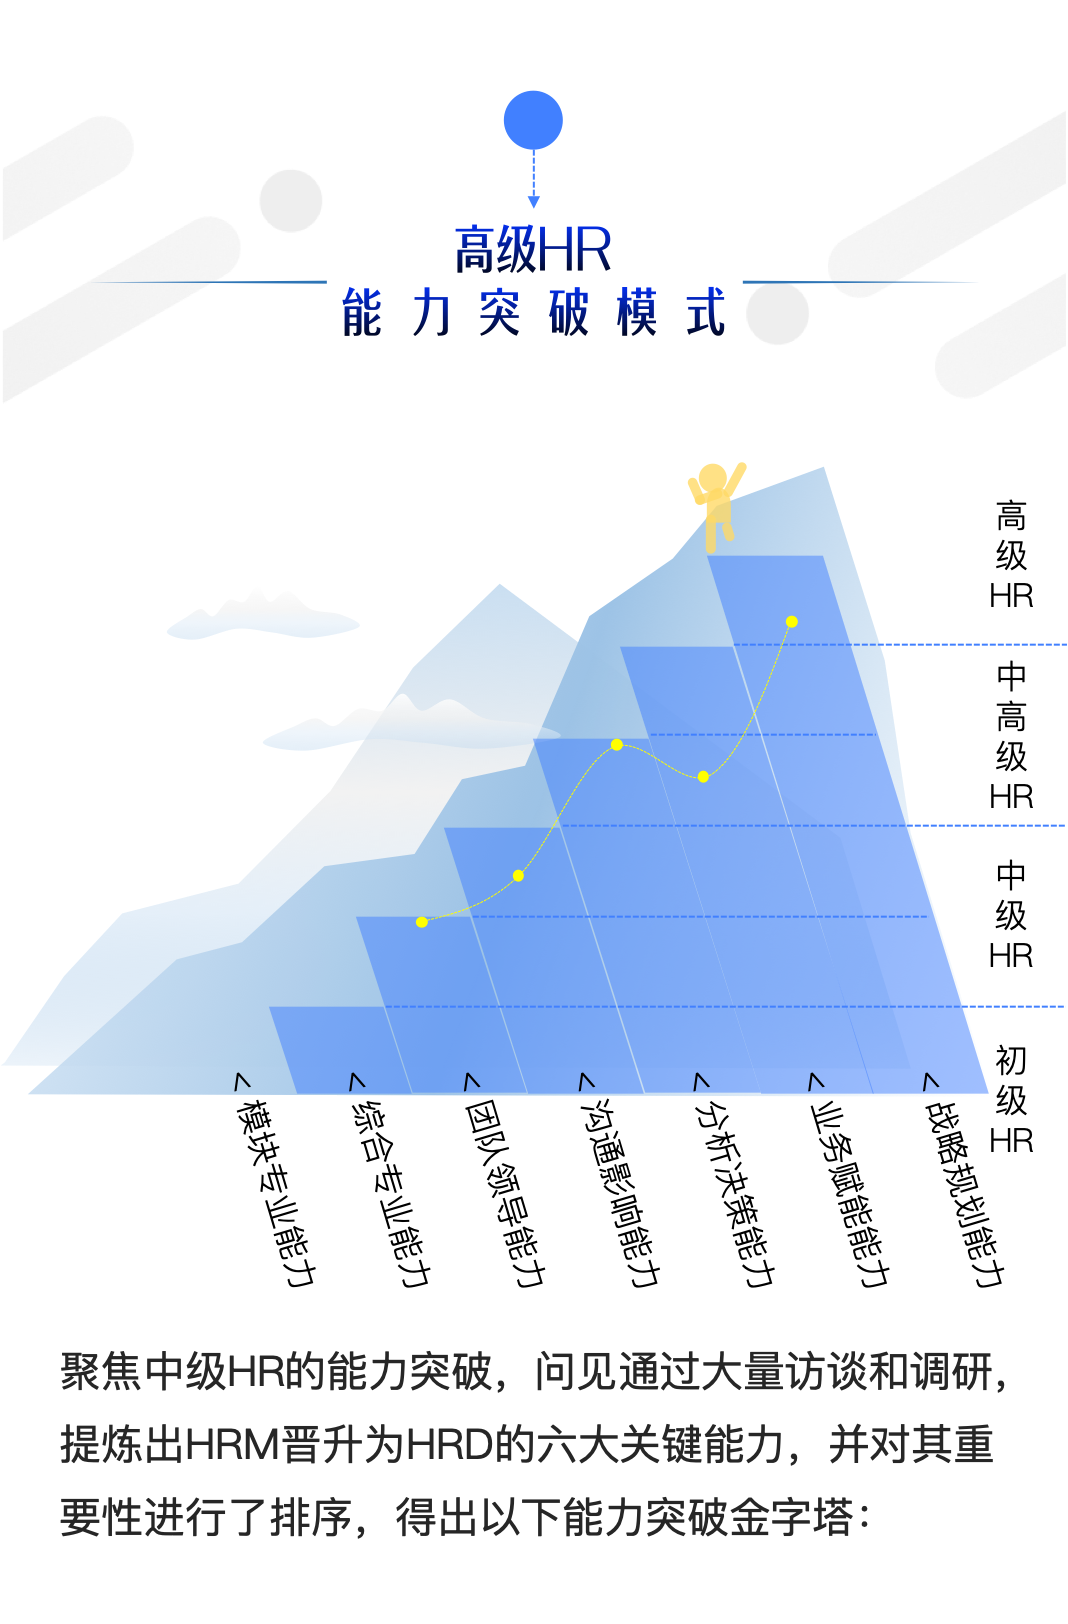 高级HR
能力突破模式
高级HR
中高级HR
中级HR
初级HR
> 模块专业能力
> 综合专业能力
> 团队领导能力
> 沟通影响能力
> 分析决策能力
> 业务赋能能力
> 战略规划能力
聚焦中级HR的能力突破，问见通过大量访谈和调研，
提炼出HRM晋升为HRD的六大关键能力，并对其重
要性进行了排序，得出以下能力突破金字塔：